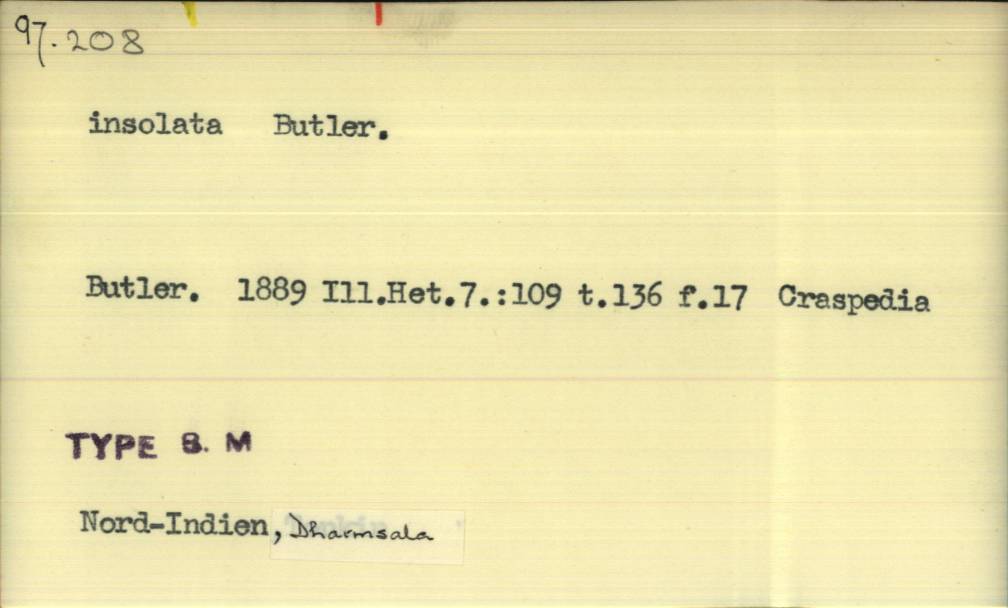 97.208
insolata Butler.
Butler. 1889 Ill.Het.7.:109 t.136 f.17 Craspedia
TYPE B. M
Nord-Indien, Dharmsala